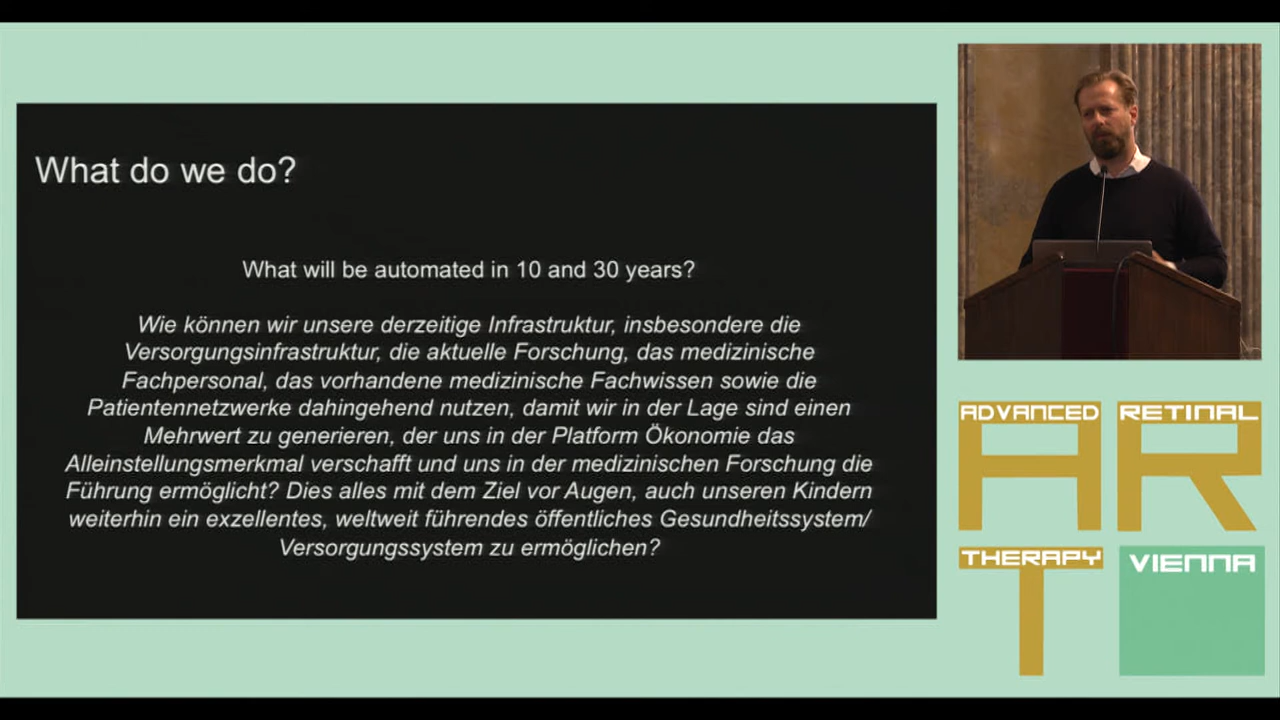 What do we do?
What will be automated in 10 and 30 years?
Wie können wir unsere derzeitige Infrastruktur, insbesondere die
Versorgungsinfrastruktur, die aktuelle Forschung, das medizinische
Fachpersonal, das vorhandene medizinische Fachwissen sowie die
Patientennetzwerke dahingehend nutzen, damit wir in der Lage sind einen
Mehrwert zu generieren, der uns in der Platform Ökonomie das
Alleinstellungsmerkmal verschafft und uns in der medizinischen Forschung die
Führung ermöglicht? Dies alles mit dem Ziel vor Augen, auch unseren Kindern
weiterhin ein exzellentes, weltweit führendes öffentliches Gesundheitssystem/
Versorgungssystem zu ermöglichen?
ADVANCED RETINAL
A R
THERAPY VIENNA
T